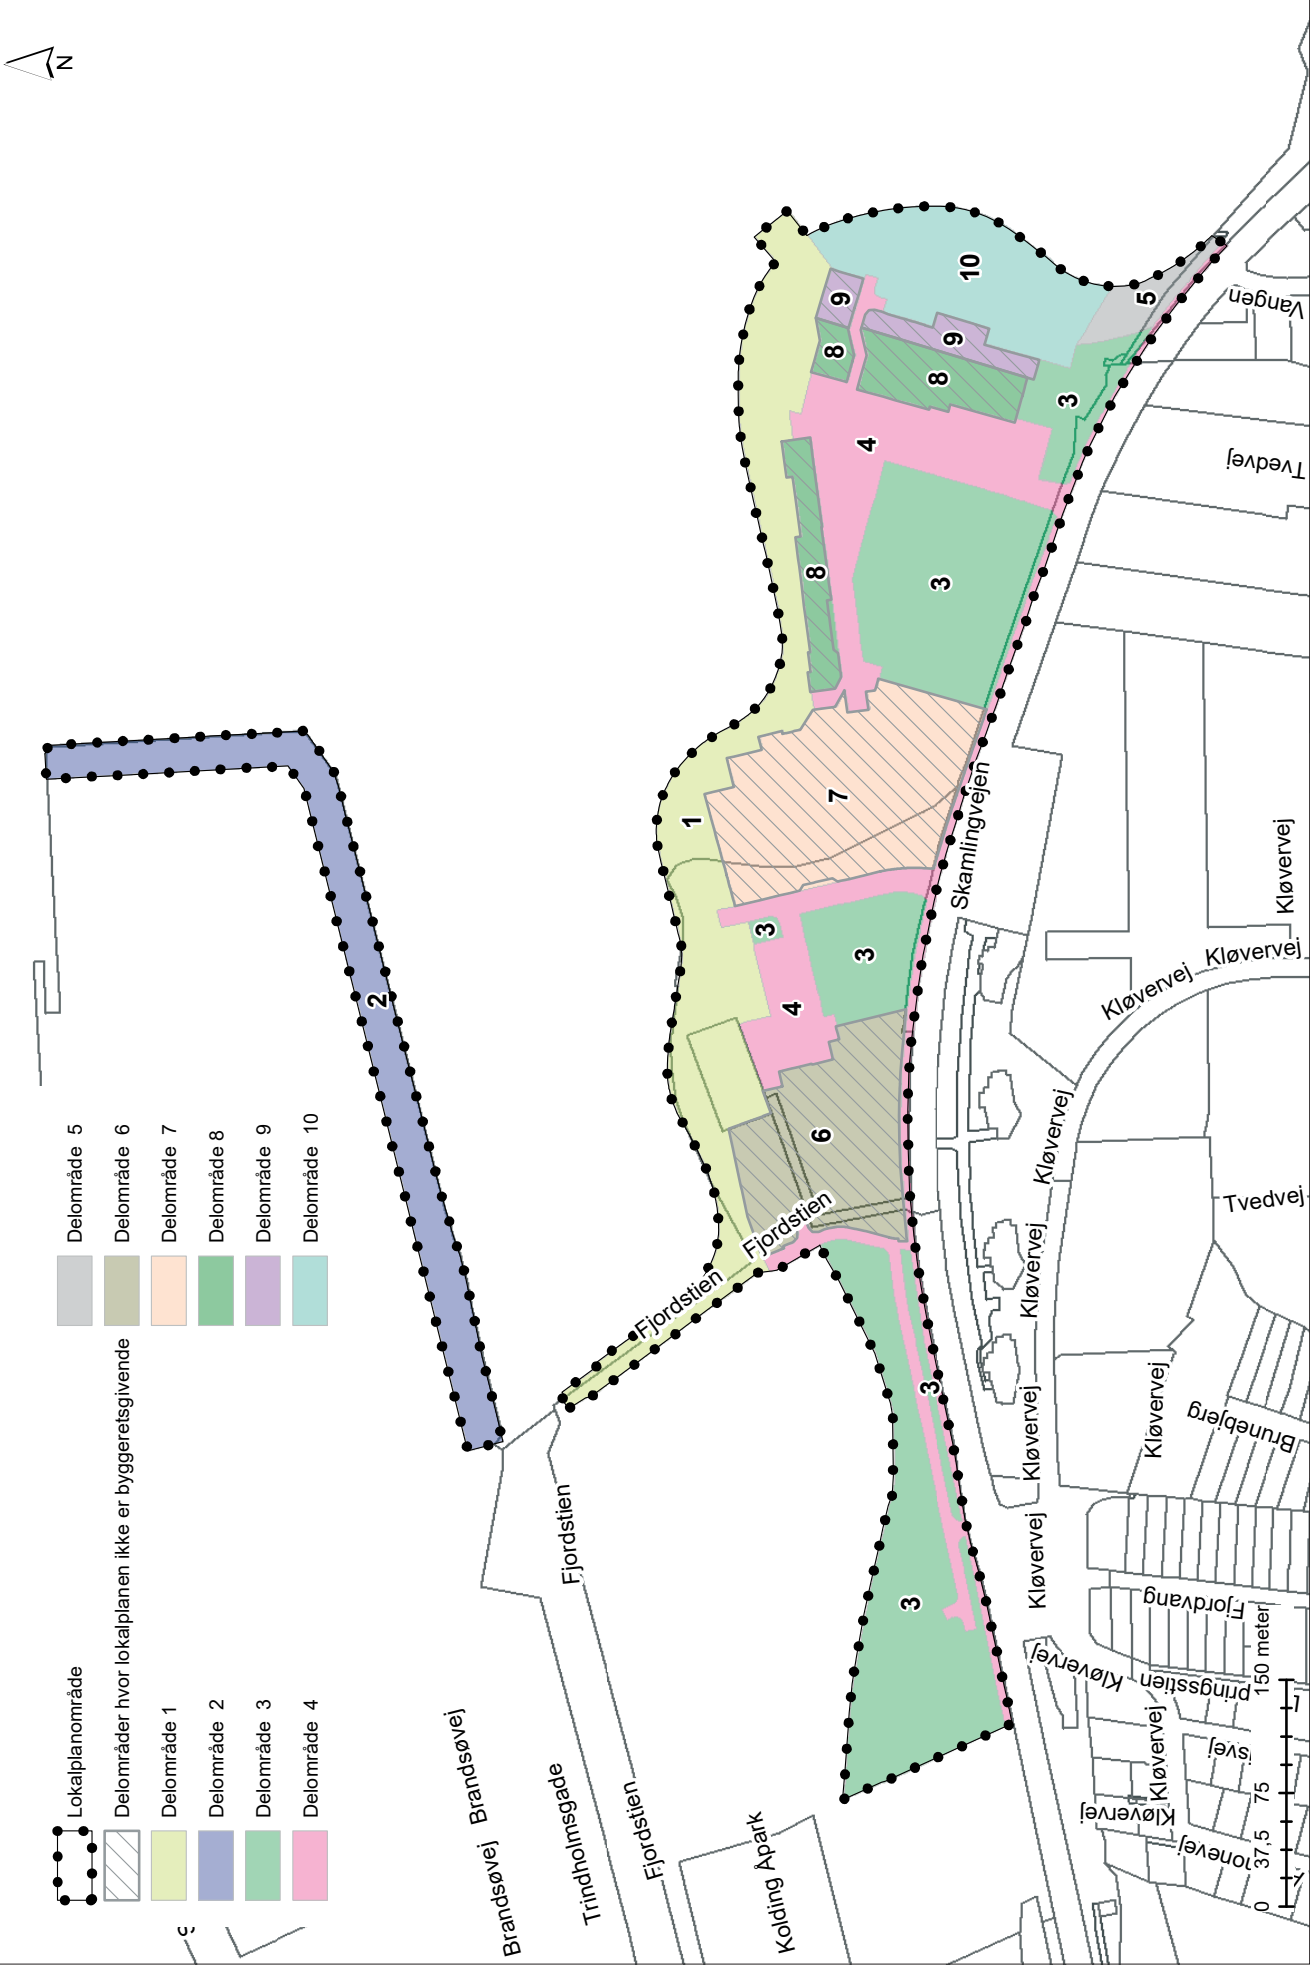 N
Lokalplanområde
Delområder hvor lokalplanen ikke er byggeretsgivende
Delområde 1
Delområde 2
Delområde 3
Delområde 4
Delområde 5
Delområde 6
Delområde 7
Delområde 8
Delområde 9
Delområde 10
2
1
3
3
3
3
3
3
4
4
5
6
7
8
8
8
9
9
10
Brandsøvej
Brandsøvej
Trindholmsgade
Fjordstien
Fjordstien
Fjordstien
Fjordstien
Kolding Åpark
Skamlingvejen
Kløvervej
Kløvervej
Kløvervej
Kløvervej
Kløvervej
Kløvervej
Kløvervej
Kløvervej
Kløvervej
Kløvervej
Kløvervej
Vangen
Tvedvej
Tvedvej
Brunebjerg
Fjordvang
pringsstien
isvej
onevej
0 37,5 75 150 meter